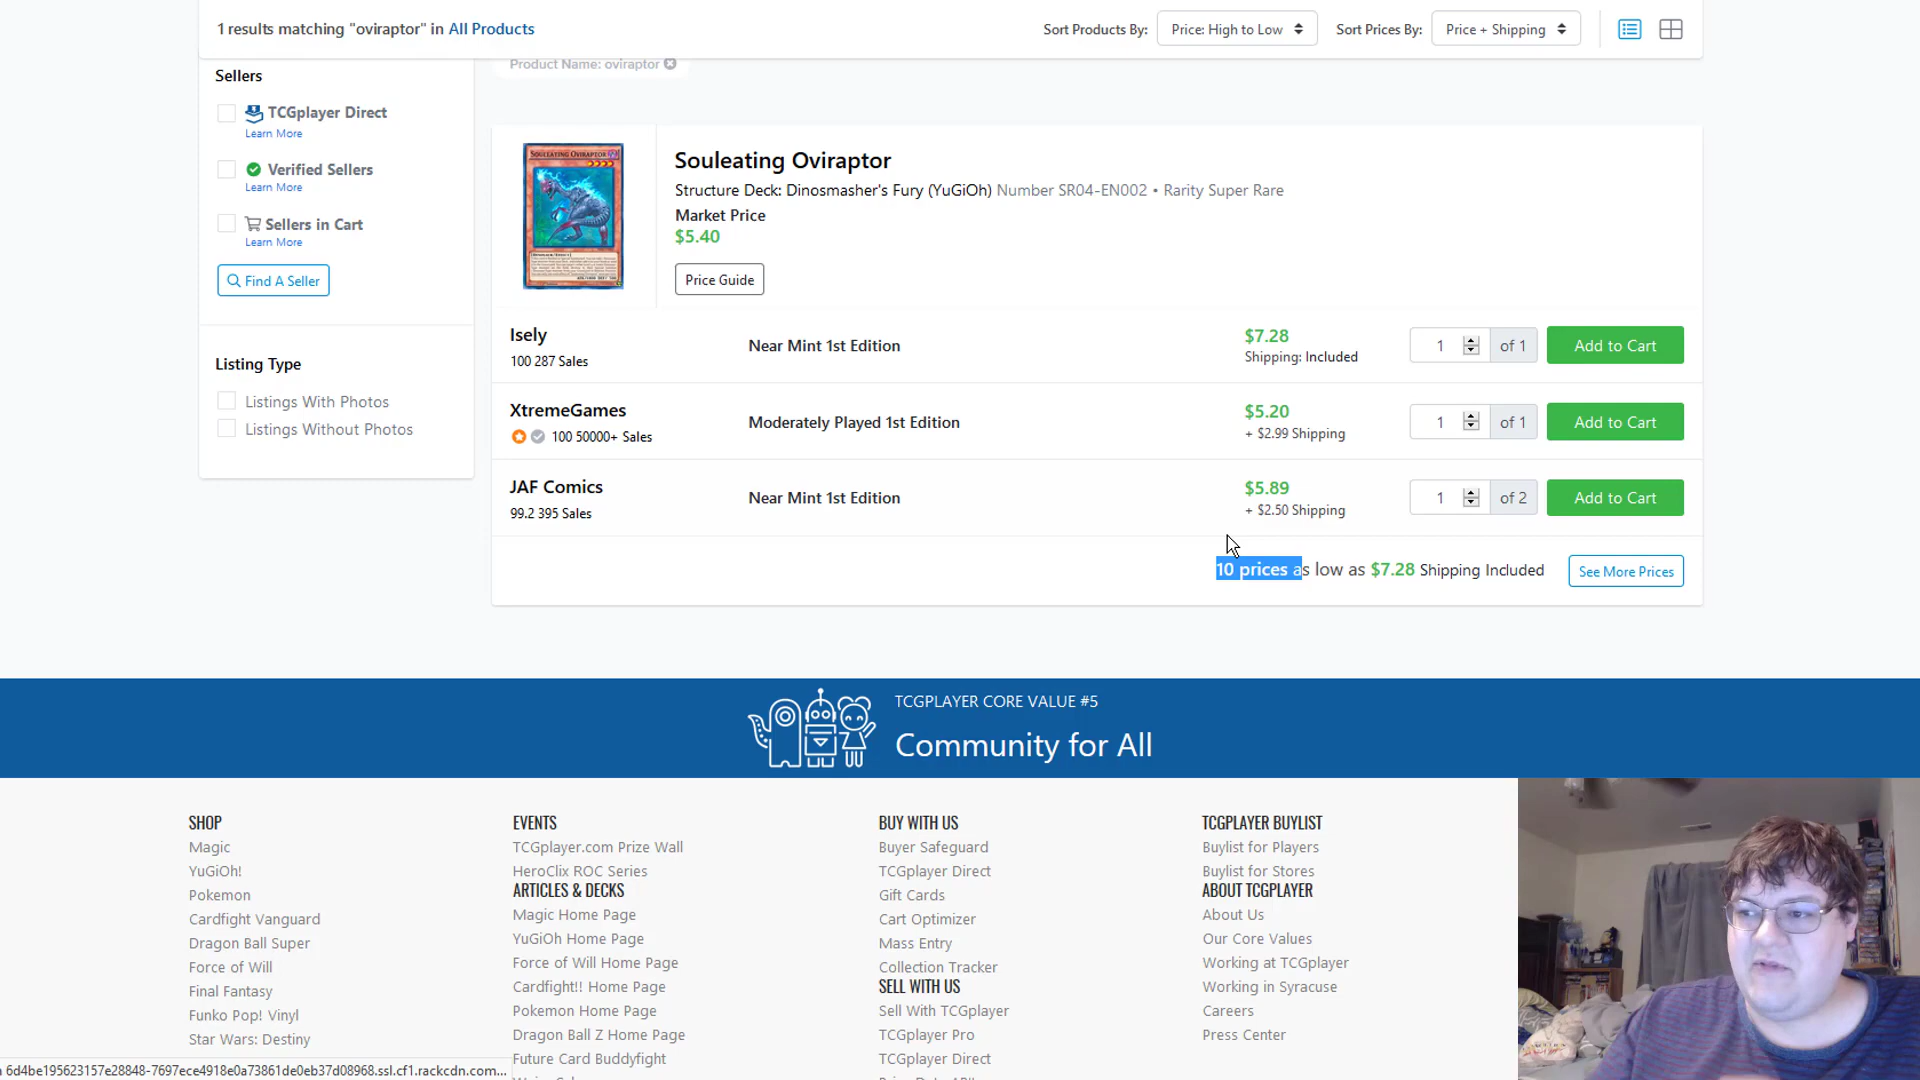 1 results matching "oviraptor" in All Products
Sort Products By: Price: High to Low Sort Prices By: Price + Shipping
Product Name: oviraptor
Sellers
TCGplayer Direct
Learn More
Verified Sellers
Learn More
Sellers in Cart
Learn More
Find A Seller
Listing Type
Listings With Photos
Listings Without Photos
SOULEATING OVIRAPTOR
Souleating Oviraptor
Structure Deck: Dinosmasher's Fury (YuGiOh) Number SR04-EN002 • Rarity Super Rare
Market Price
$5.40
Price Guide
Isely
100 287 Sales
Near Mint 1st Edition
$7.28
Shipping: Included
1 of 1 Add to Cart
XtremeGames
100 50000+ Sales
Moderately Played 1st Edition
$5.20
+ $2.99 Shipping
1 of 1 Add to Cart
JAF Comics
99.2 395 Sales
Near Mint 1st Edition
$5.89
+ $2.50 Shipping
1 of 2 Add to Cart
10 prices as low as $7.28 Shipping Included See More Prices
TCGPLAYER CORE VALUE #5
Community for All
SHOP
Magic
YuGiOh!
Pokemon
Cardfight Vanguard
Dragon Ball Super
Force of Will
Final Fantasy
Funko Pop! Vinyl
Star Wars: Destiny
EVENTS
TCGplayer.com Prize Wall
HeroClix ROC Series
ARTICLES & DECKS
Magic Home Page
YuGiOh Home Page
Force of Will Home Page
Cardfight!! Home Page
Pokemon Home Page
Dragon Ball Z Home Page
Future Card Buddyfight
BUY WITH US
Buyer Safeguard
TCGplayer Direct
Gift Cards
Cart Optimizer
Mass Entry
Collection Tracker
SELL WITH US
Sell With TCGplayer
TCGplayer Pro
TCGplayer Direct
TCGPLAYER BUYLIST
Buylist for Players
Buylist for Stores
ABOUT TCGPLAYER
About Us
Our Core Values
Working at TCGplayer
Working in Syracuse
Careers
Press Center
6d4be195623157e28848-7697ece4918e0a73861de0eb37d08968.ssl.cf1.rackcdn.com...